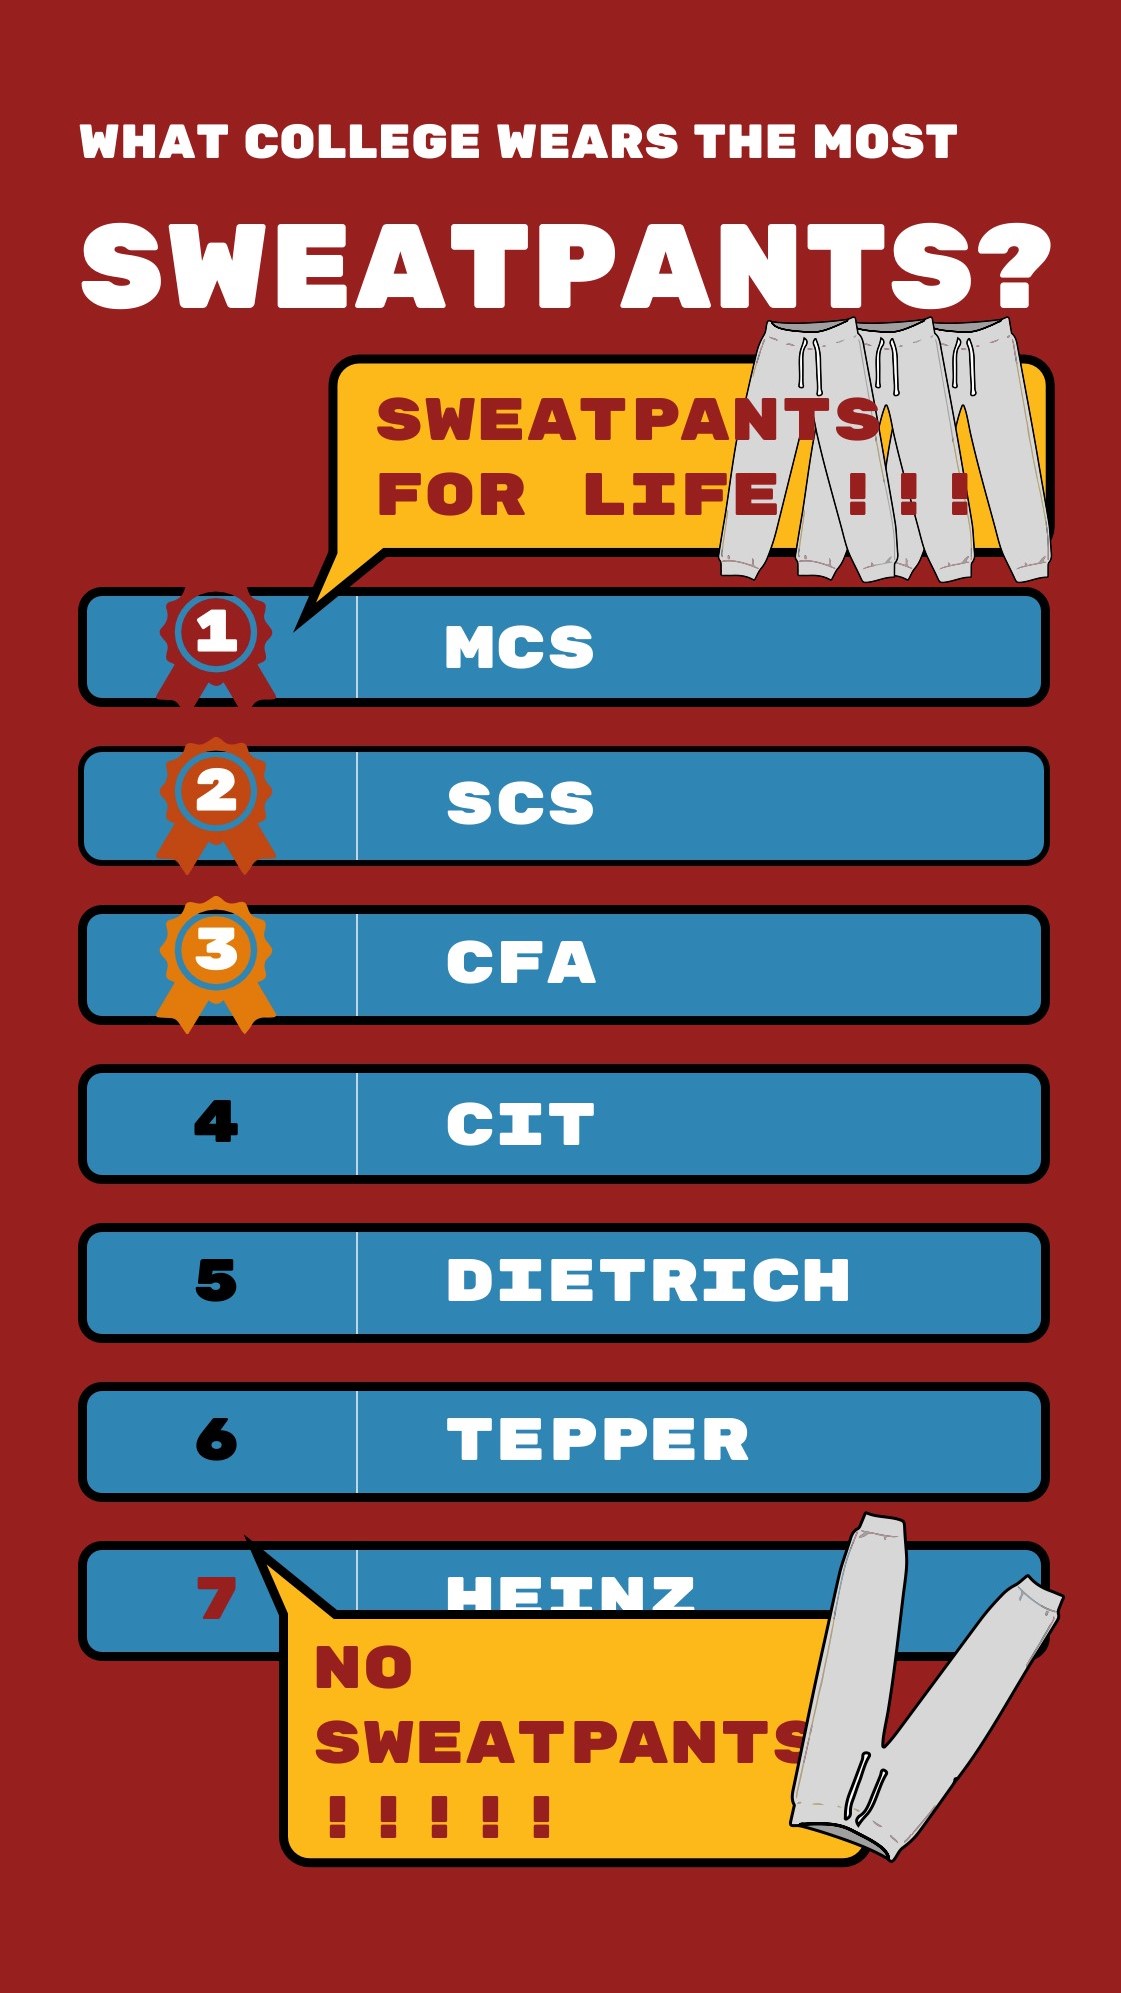 WHAT COLLEGE WEARS THE MOST
SWEATPANTS?
SWEATPANTS
FOR LIFE !!!
1 MCS
2 SCS
3 CFA
4 CIT
5 DIETRICH
6 TEPPER
7 HEINZ
NO
SWEATPANTS
!!!!!